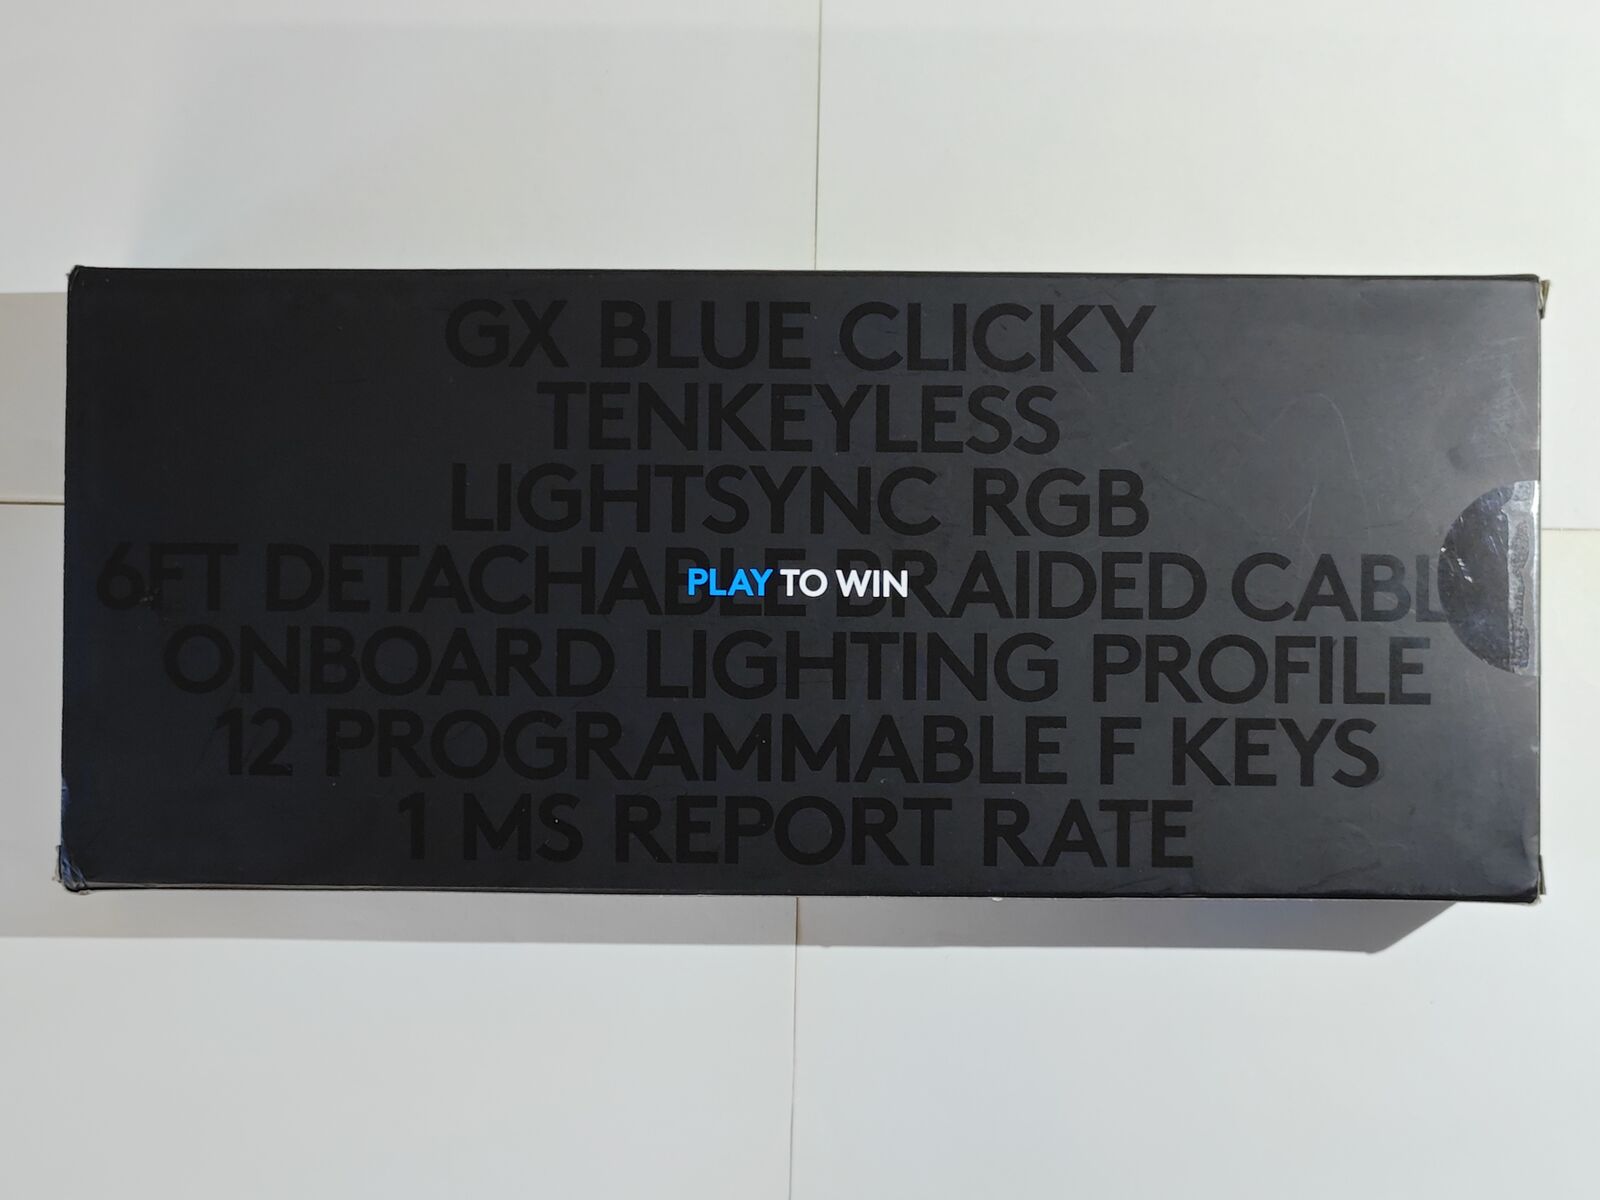 GX BLUE CLICKY
TENKEYLESS
LIGHTSYNC RGB
6FT DETACHABLE BRAIDED CABL
PLAY TO WIN
ONBOARD LIGHTING PROFILE
12 PROGRAMMABLE F KEYS
1 MS REPORT RATE